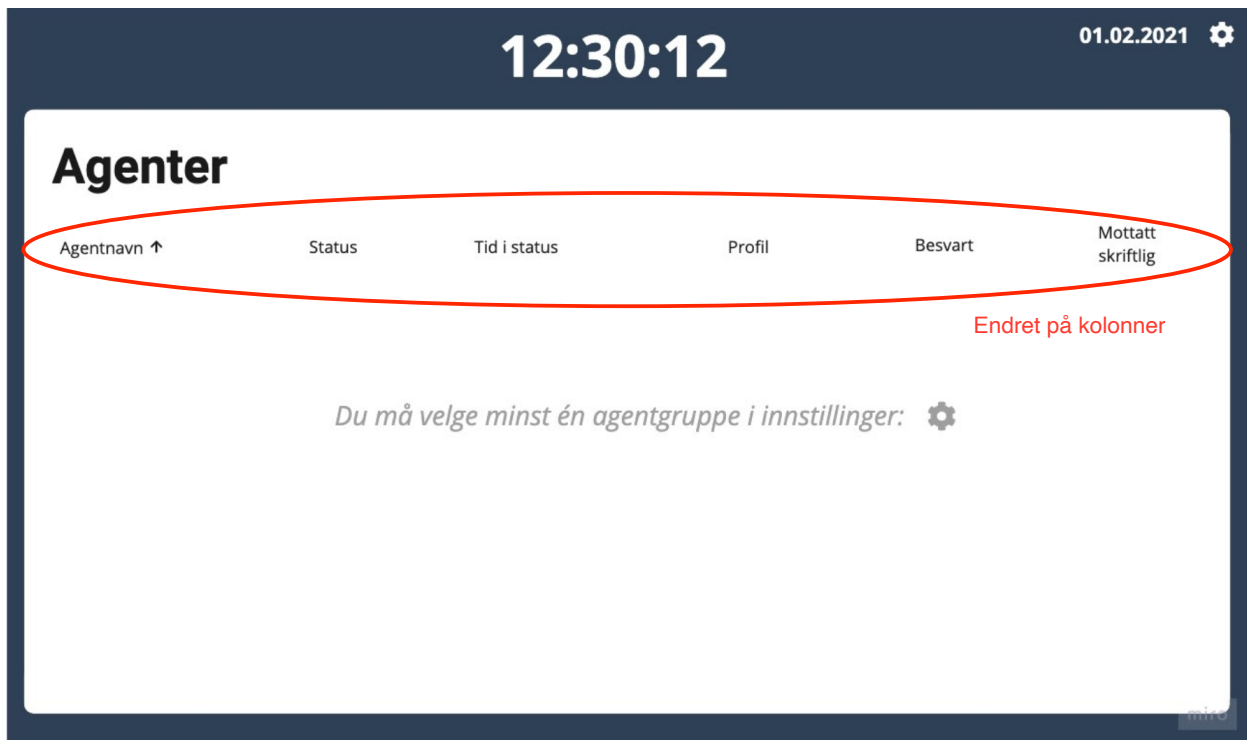 12:30:12
01.02.2021
Agenter
Agentnavn ↑ Status Tid i status Profil Besvart Mottatt
skriftlig
Endret på kolonner
Du må velge minst én agentgruppe i innstillinger:
miro